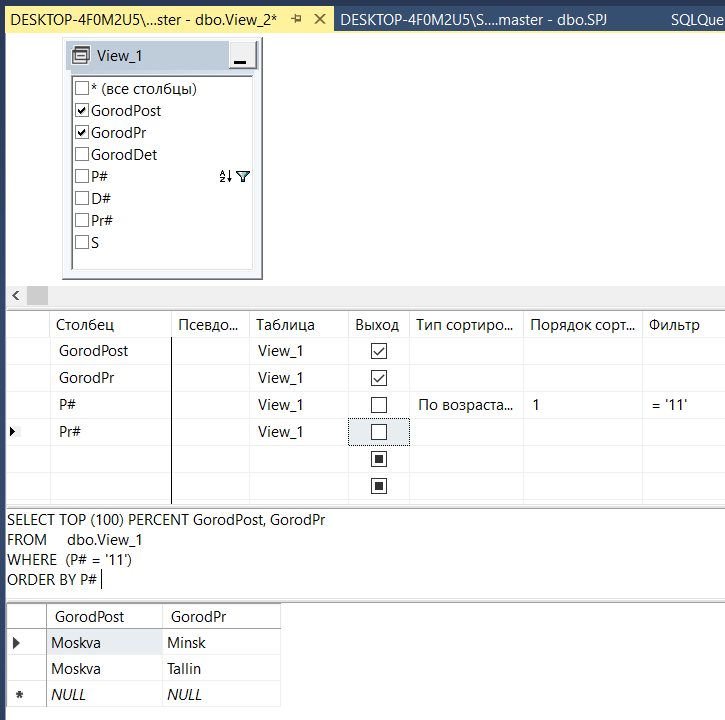 DESKTOP-4F0M2U5\...ster - dbo.View_2* DESKTOP-4F0M2U5\S....master - dbo.SPJ SQLQue
View_1
* (все столбцы)
GorodPost
GorodPr
GorodDet
P#
D#
Pr#
S
Столбец Псевдо... Таблица Выход Тип сортиро... Порядок сорт... Фильтр
GorodPost View_1
GorodPr View_1
P# View_1 По возраста... 1 = '11'
Pr# View_1
SELECT TOP (100) PERCENT GorodPost, GorodPr
FROM dbo.View_1
WHERE (P# = '11')
ORDER BY P#
GorodPost GorodPr
Moskva Minsk
Moskva Tallin
* NULL NULL